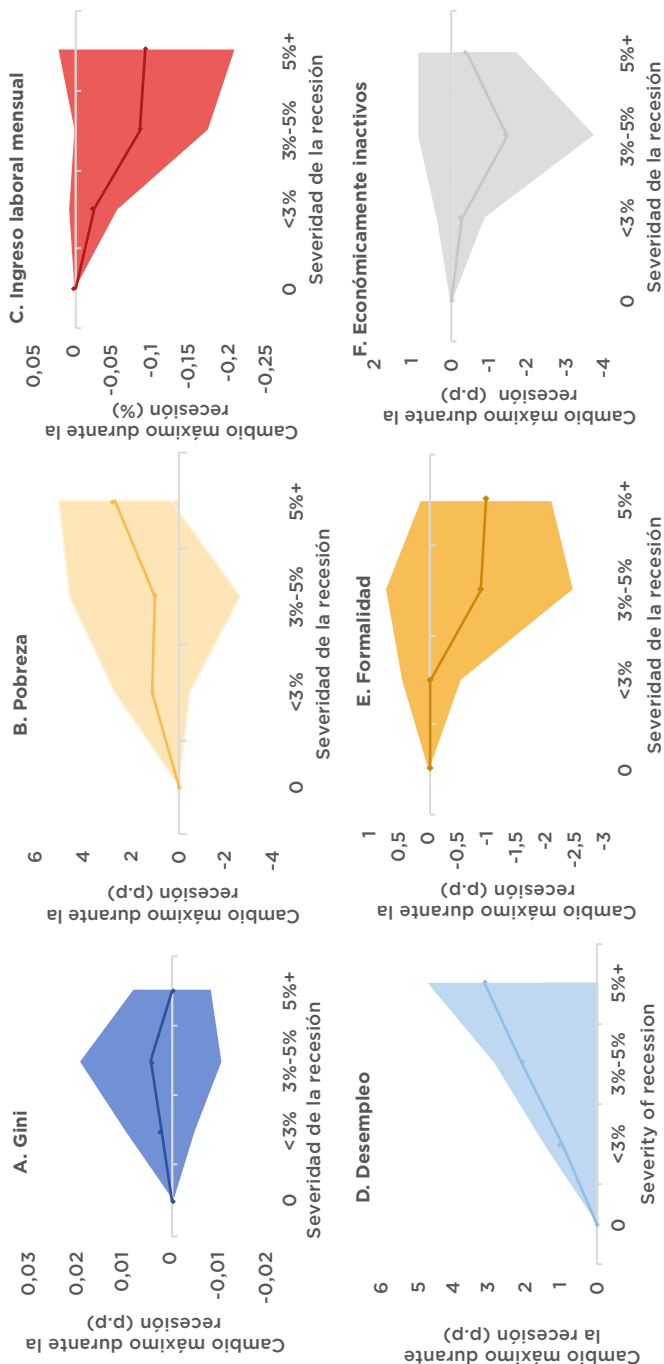 A. Gini
Cambio máximo durante la
recesión (p.p)
0,03
0,02
0,01
0
-0,01
-0,02
0
<3%
3%-5%
5%+
Severidad de la recesión
B. Pobreza
Cambio máximo durante la
recesión (p.p)
6
4
2
0
-2
-4
0
<3%
3%-5%
5%+
Severidad de la recesión
C. Ingreso laboral mensual
Cambio máximo durante la
recesión (%)
0,05
0
-0,05
-0,1
-0,15
-0,2
-0,25
0
<3%
3%-5%
5%+
Severidad de la recesión
D. Desempleo
Cambio máximo durante
la recesión (p.p)
6
5
4
3
2
1
0
0
<3%
3%-5%
5%+
Severity of recession
E. Formalidad
Cambio máximo durante la
recesión (p.p)
1
0,5
0
-0,5
-1
-1,5
-2
-2,5
-3
0
<3%
3%-5%
5%+
Severidad de la recesión
F. Económicamente inactivos
Cambio máximo durante la
recesión (p.p)
2
1
0
-1
-2
-3
-4
0
<3%
3%-5%
5%+
Severidad de la recesión